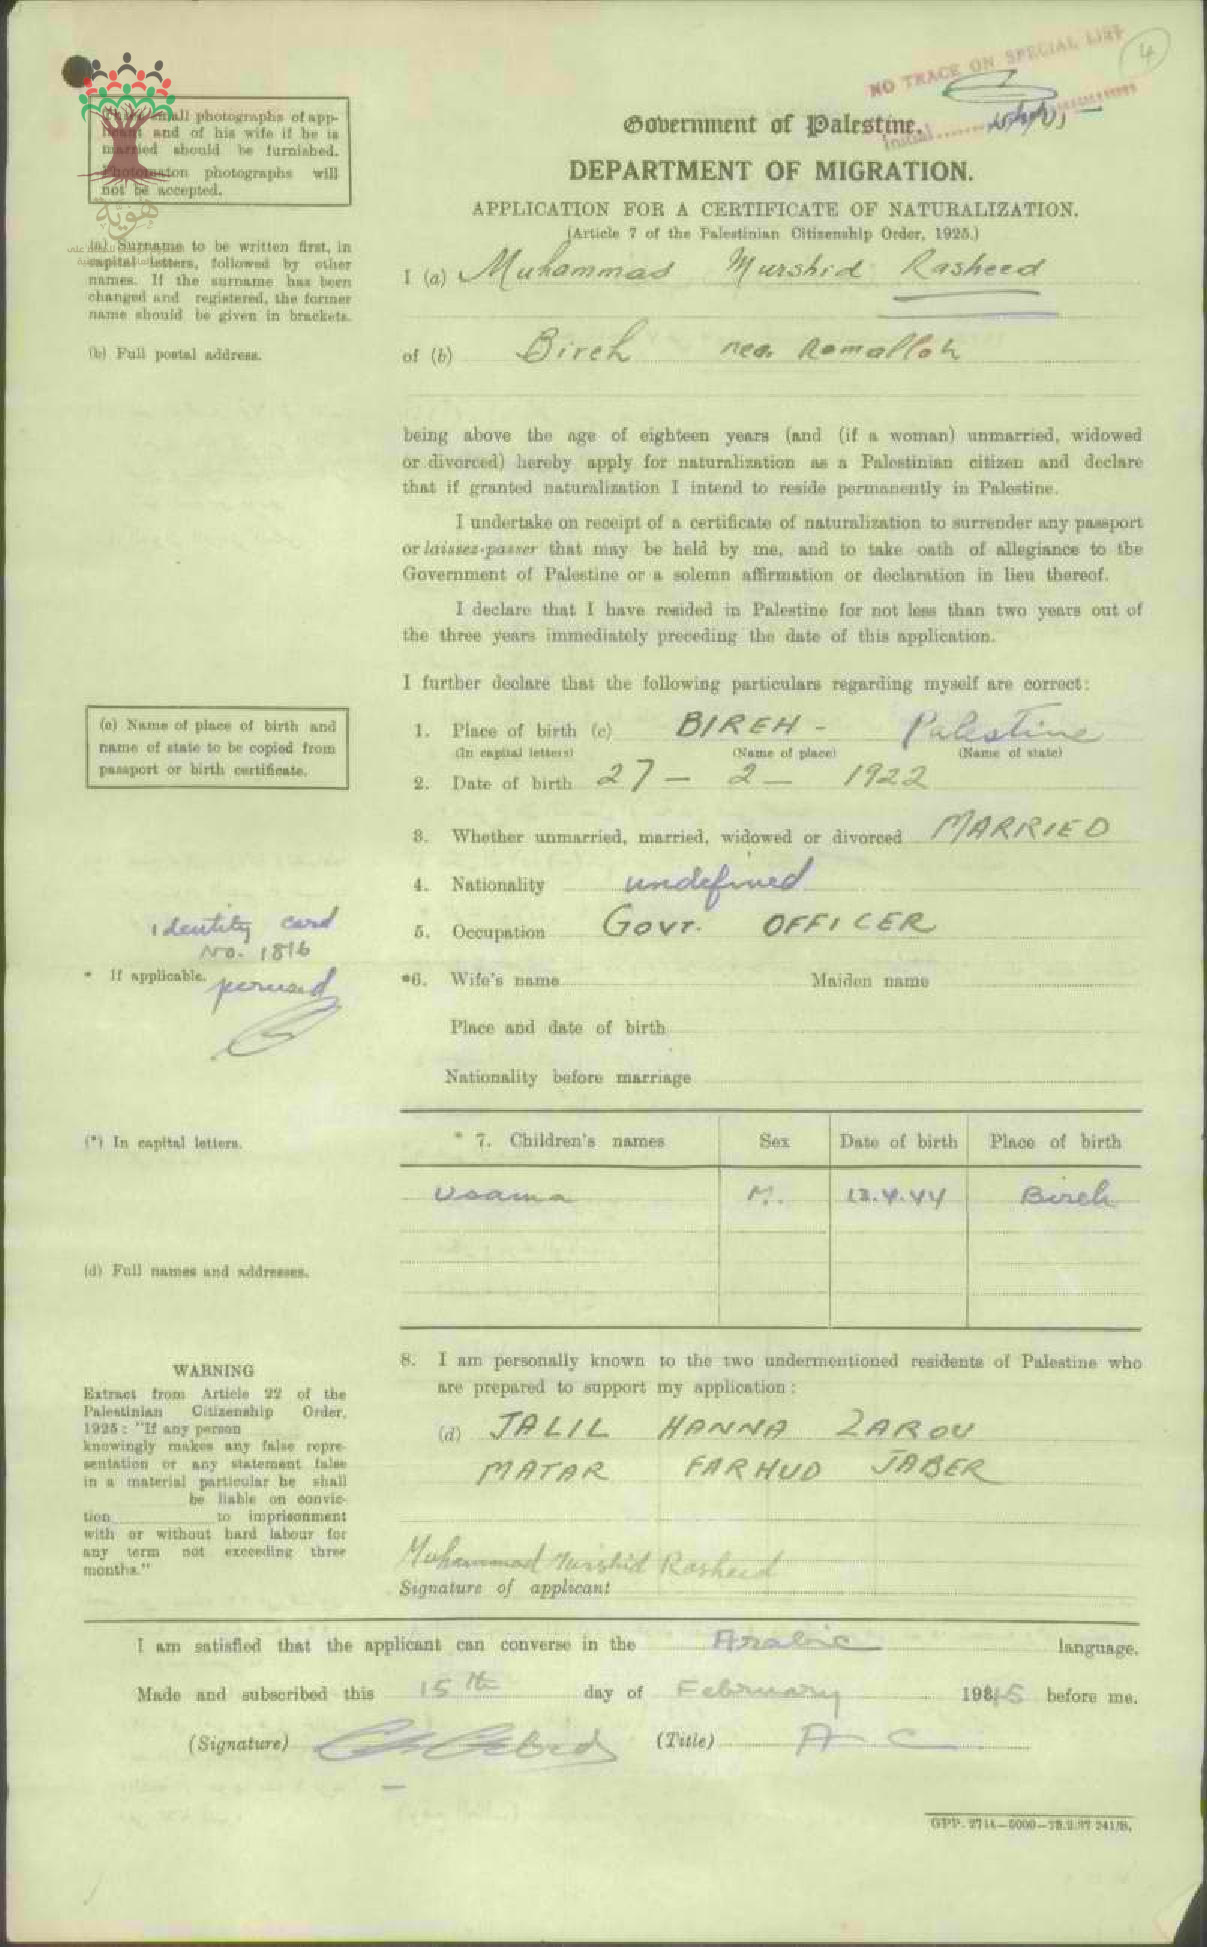 NO TRACE ON SPECIAL LIST
4
Initial
Government of Palestine.
DEPARTMENT OF MIGRATION.
APPLICATION FOR A CERTIFICATE OF NATURALIZATION.
(Article 7 of the Palestinian Citizenship Order, 1925.)
Three small photographs of app-
licant and of his wife if he is
married should be furnished.
Photomaton photographs will
not be accepted.
هوية
(a) Surname to be written first, in
capital letters, followed by other
names. If the surname has been
changed and registered, the former
name should be given in brackets.
I (a) Muhammad Murshid Rasheed
(b) Full postal address.
of (b) Bireh near Ramallah
being above the age of eighteen years (and (if a woman) unmarried, widowed
or divorced) hereby apply for naturalization as a Palestinian citizen and declare
that if granted naturalization I intend to reside permanently in Palestine.
I undertake on receipt of a certificate of naturalization to surrender any passport
or laissez-passer that may be held by me, and to take oath of allegiance to the
Government of Palestine or a solemn affirmation or declaration in lieu thereof.
I declare that I have resided in Palestine for not less than two years out of
the three years immediately preceding the date of this application.
I further declare that the following particulars regarding myself are correct:
(c) Name of place of birth and
name of state to be copied from
passport or birth certificate.
1. Place of birth (c) BIREH - Palestine
(In capital letters) (Name of place) (Name of state)
2. Date of birth 27 - 2 - 1922
3. Whether unmarried, married, widowed or divorced MARRIED
4. Nationality undefined
5. Occupation GOVT. OFFICER
identity card
No. 1816
perused
* If applicable.
*6. Wife's name Maiden name
Place and date of birth
Nationality before marriage
(*) In capital letters.
* 7. Children's names Sex Date of birth Place of birth
Usama M. 13.4.44 Bireh
(d) Full names and addresses.
8. I am personally known to the two undermentioned residents of Palestine who
are prepared to support my application:
(d) JALIL HANNA ZAROU
MATAR FARHUD JABER
WARNING
Extract from Article 22 of the
Palestinian Citizenship Order,
1925: "If any person
knowingly makes any false repre-
sentation or any statement false
in a material particular he shall
be liable on convic-
tion to imprisonment
with or without hard labour for
any term not exceeding three
months."
Muhammad Murshid Rasheed
Signature of applicant
I am satisfied that the applicant can converse in the Arabic language.
Made and subscribed this 15th day of February 1945 before me.
(Signature) (Title) A C.
GPP. 2714-5000-